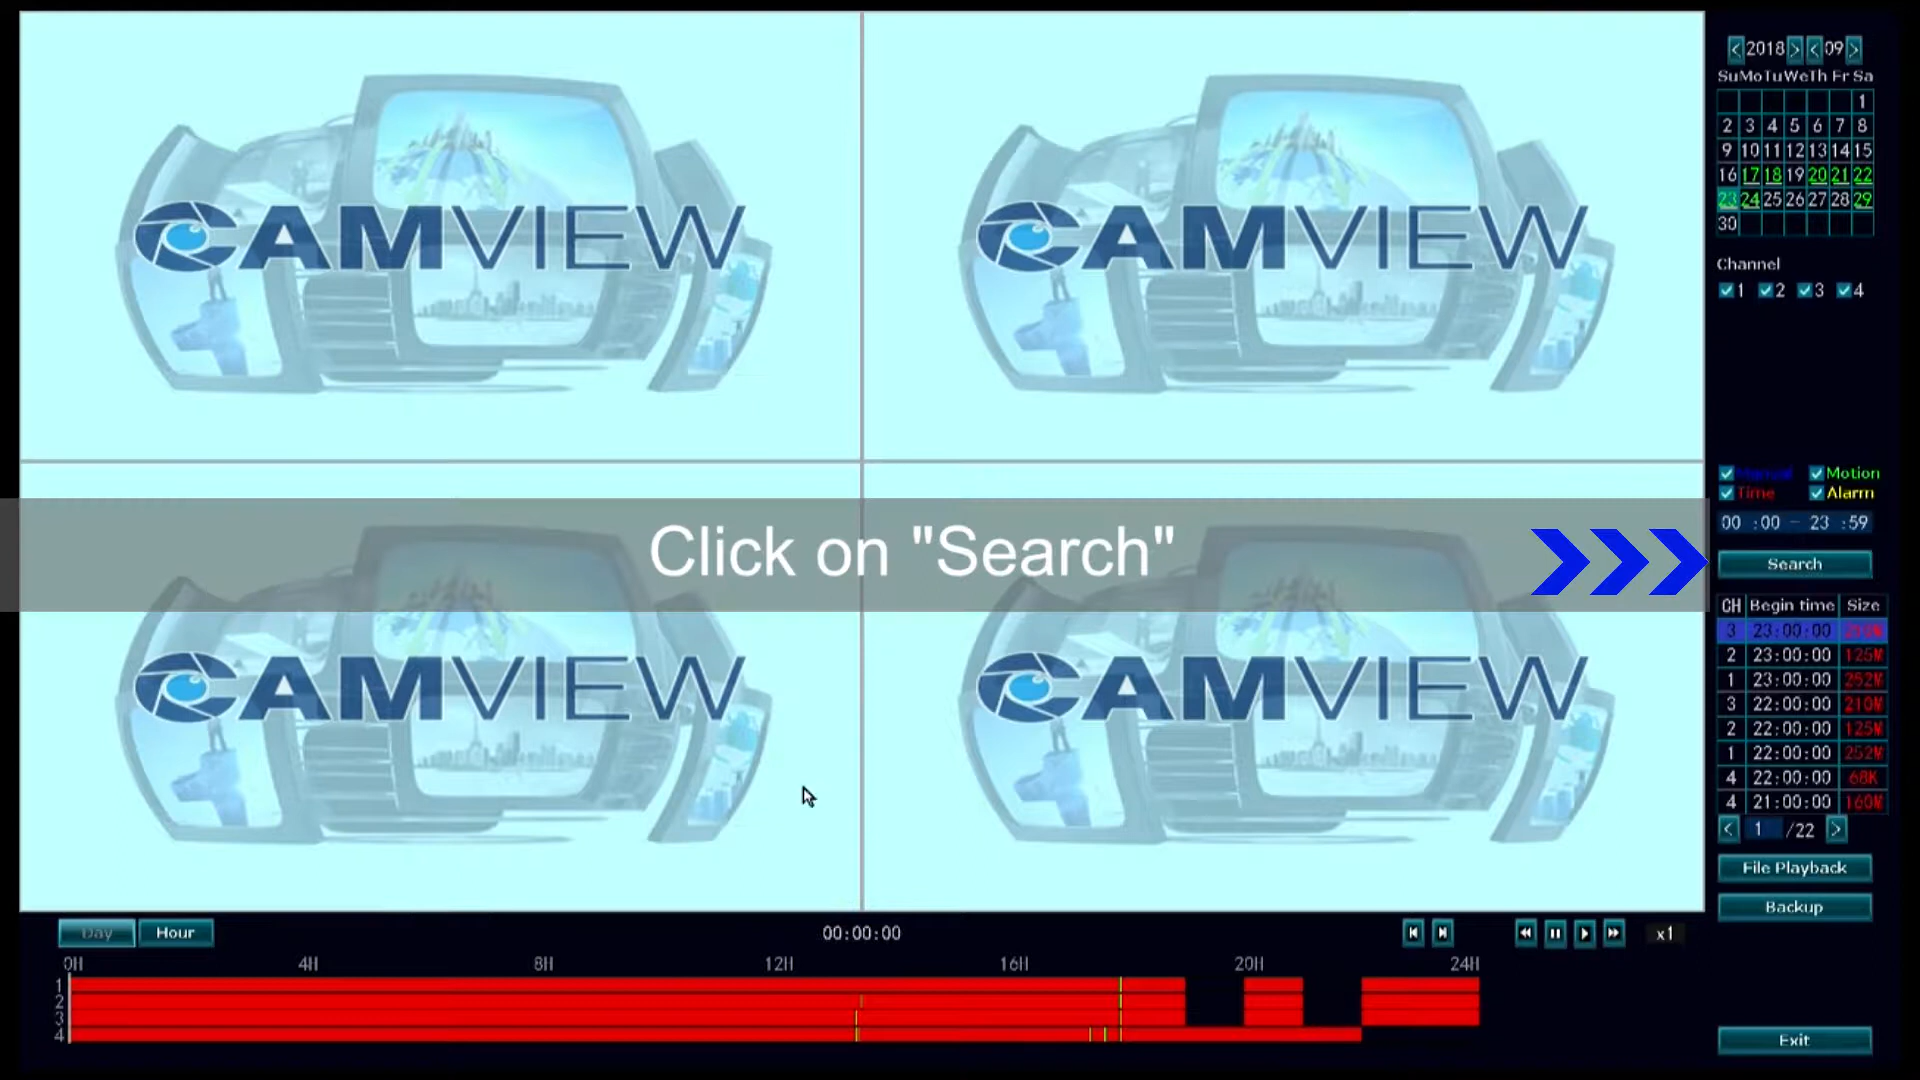 CAMVIEW
CAMVIEW
Click on "Search"
CAMVIEW
CAMVIEW
< 2018 > < 09 >
Su Mo Tu We Th Fr Sa
1
2 3 4 5 6 7 8
9 10 11 12 13 14 15
16 17 18 19 20 21 22
23 24 25 26 27 28 29
30
Channel
1 2 3 4
Manual Motion
Time Alarm
00 :00 - 23 :59
Search
CH Begin time Size
3 23:00:00
2 23:00:00 125M
1 23:00:00 252M
3 22:00:00 210M
2 22:00:00 125M
1 22:00:00 252M
4 22:00:00 68K
4 21:00:00 160M
< 1 /22 >
File Playback
Backup
Exit
Day Hour 00:00:00 x1
0H 4H 8H 12H 16H 20H 24H
1
2
3
4